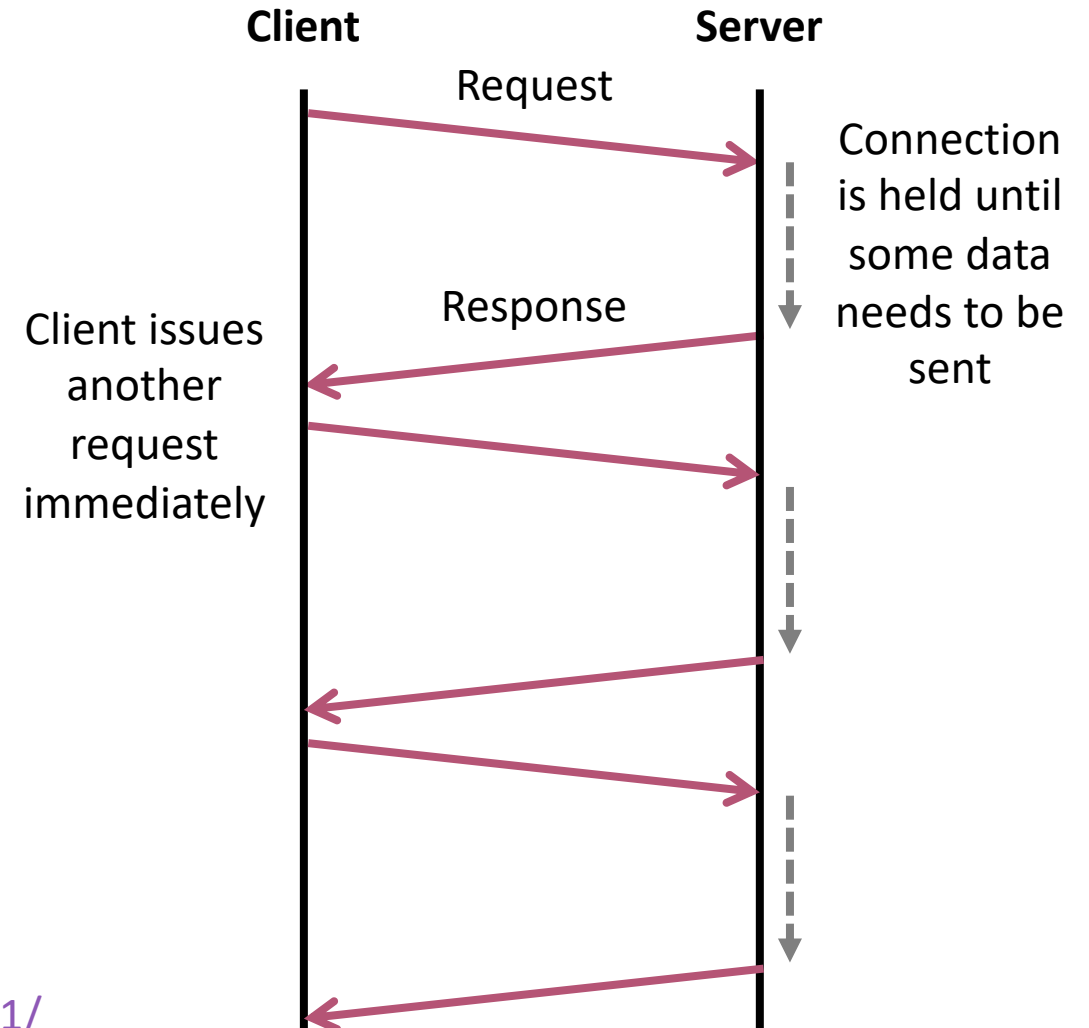 Client
Server
Request
Connection
is held until
some data
needs to be
sent
Response
Client issues
another
request
immediately
1/